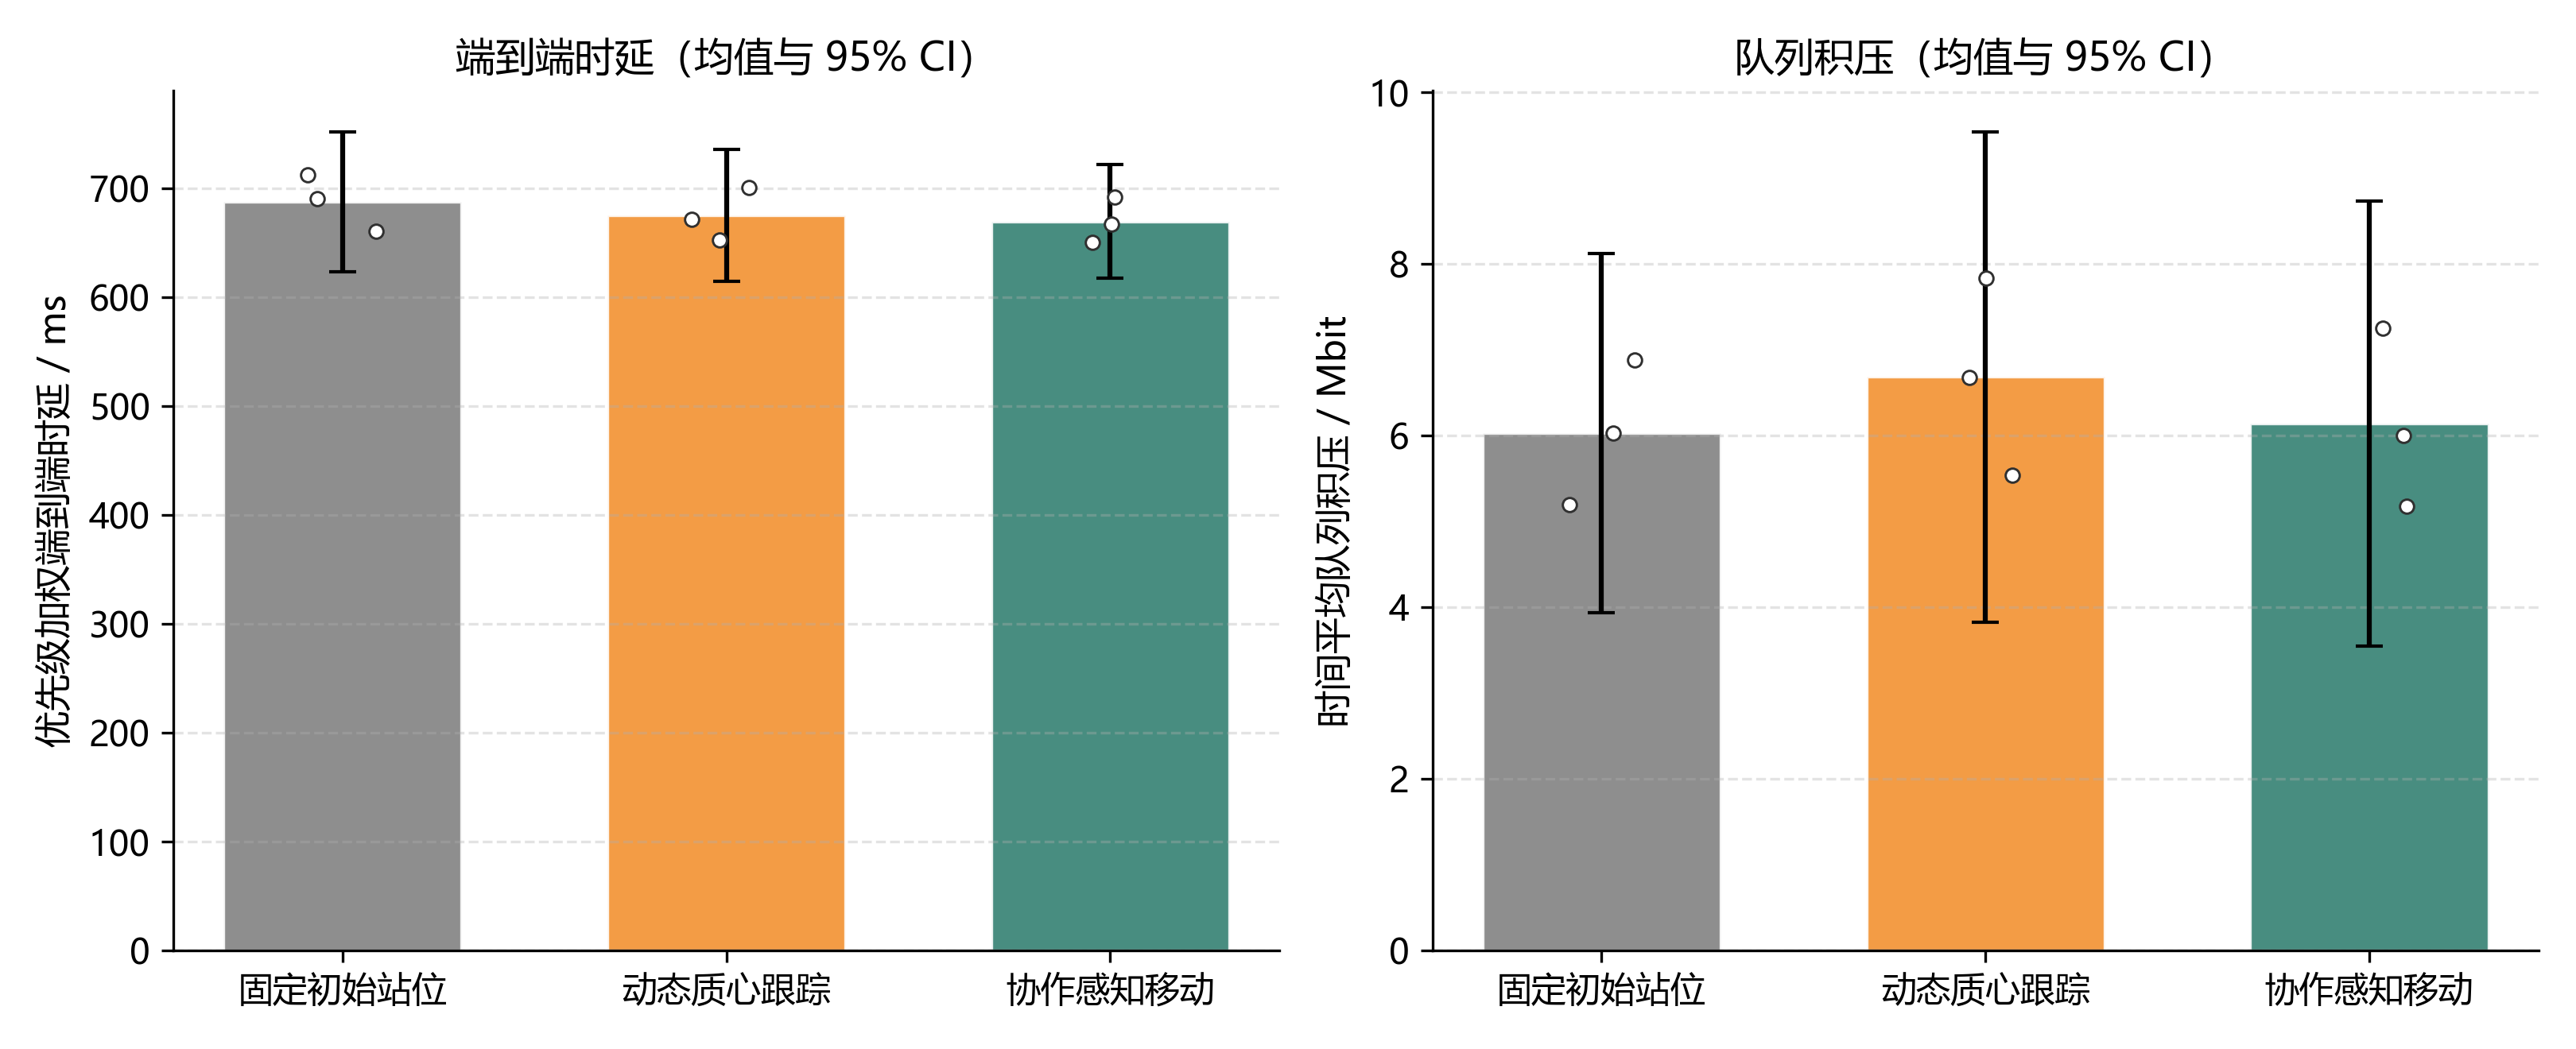 端到端时延（均值与 95% CI）
优先级加权端到端时延 / ms
700
600
500
400
300
200
100
0
固定初始站位
动态质心跟踪
协作感知移动
队列积压（均值与 95% CI）
时间平均队列积压 / Mbit
10
8
6
4
2
0
固定初始站位
动态质心跟踪
协作感知移动